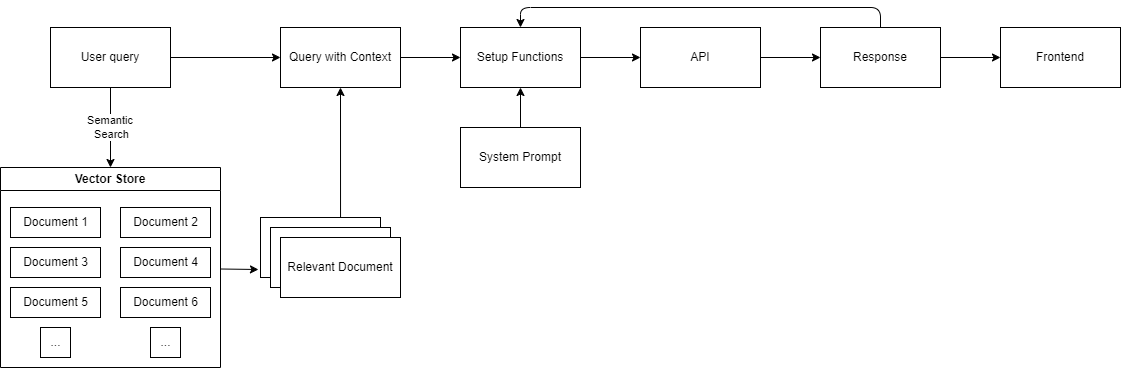 User query
Query with Context
Setup Functions
API
Response
Frontend
Semantic
Search
System Prompt
Vector Store
Document 1
Document 2
Document 3
Document 4
Document 5
Document 6
...
...
Relevant Document